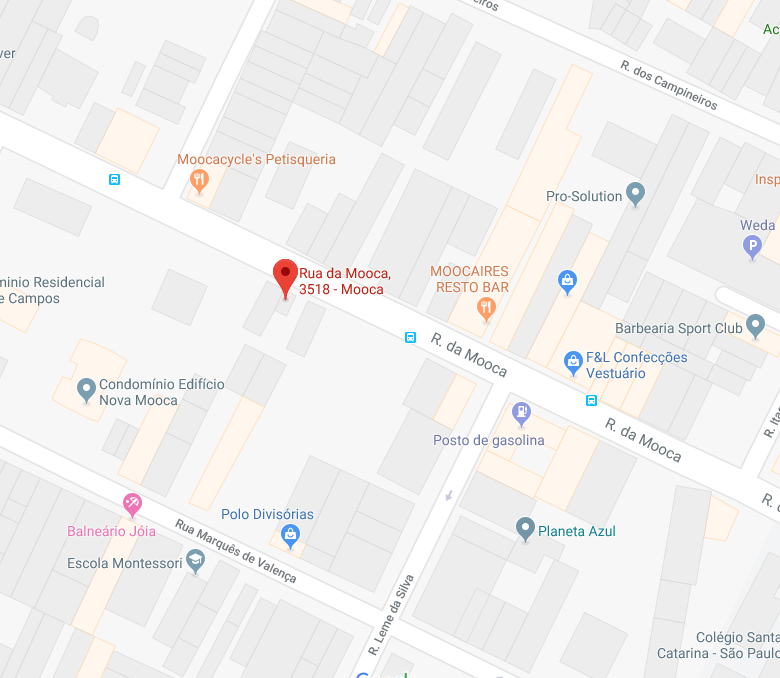 R. dos Campineiros
Moocacycle's Petisqueria
Pro-Solution
Weda
Rua da Mooca,
3518 - Mooca
MOOCAIRES
RESTO BAR
Residencial
Campos
Barbearia Sport Club
R. da Mooca
F&L Confecções
Vestuário
Condomínio Edifício
Nova Mooca
R. da Mooca
Posto de gasolina
Polo Divisórias
Balneário Jóia
Rua Marquês de Valença
Planeta Azul
Escola Montessori
R. Leme da Silva
Colégio Santa
Catarina - São Paulo